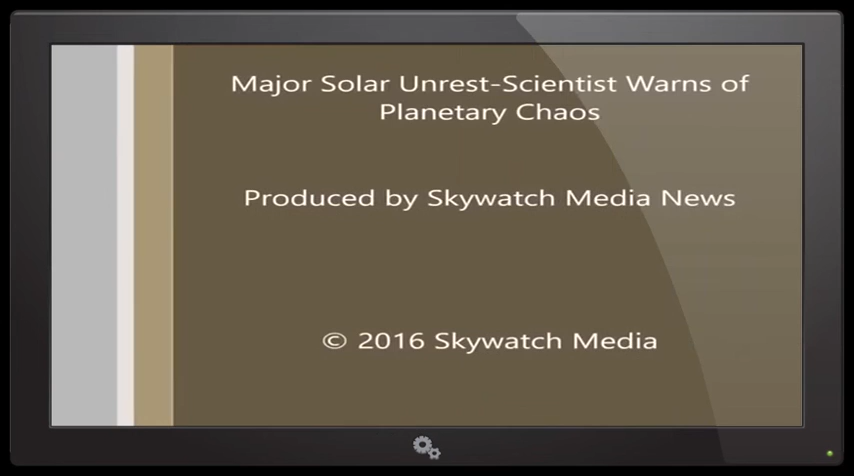 Major Solar Unrest-Scientist Warns of
Planetary Chaos
Produced by Skywatch Media News
© 2016 Skywatch Media